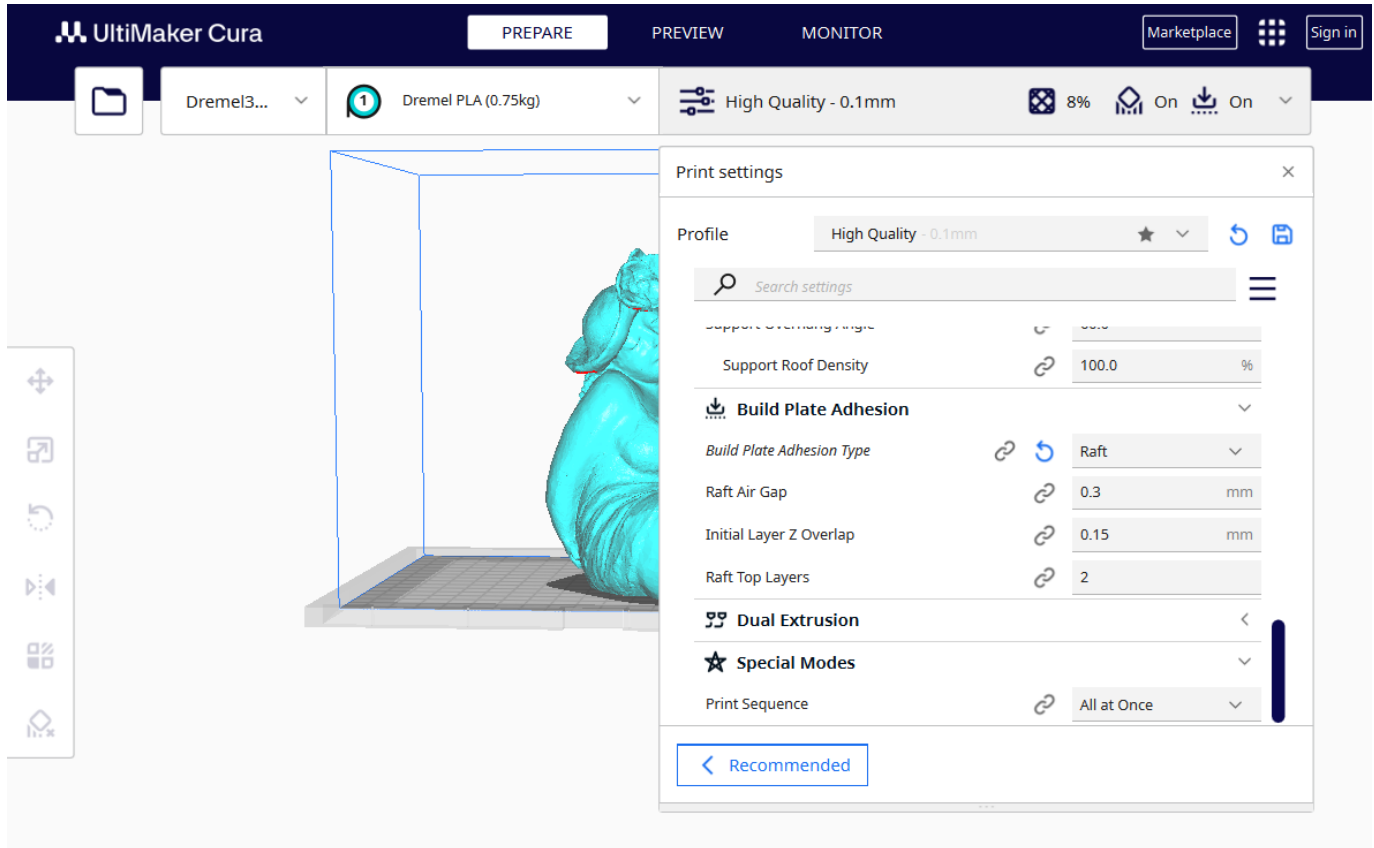 UltiMaker Cura
PREPARE PREVIEW MONITOR
Marketplace Sign in
Dremel3...
1 Dremel PLA (0.75kg)
High Quality - 0.1mm 8% On On
Print settings
Profile High Quality - 0.1mm
Search settings
Support Overhang Angle
Support Roof Density 100.0 %
Build Plate Adhesion
Build Plate Adhesion Type Raft
Raft Air Gap 0.3 mm
Initial Layer Z Overlap 0.15 mm
Raft Top Layers 2
Dual Extrusion
Special Modes
Print Sequence All at Once
Recommended